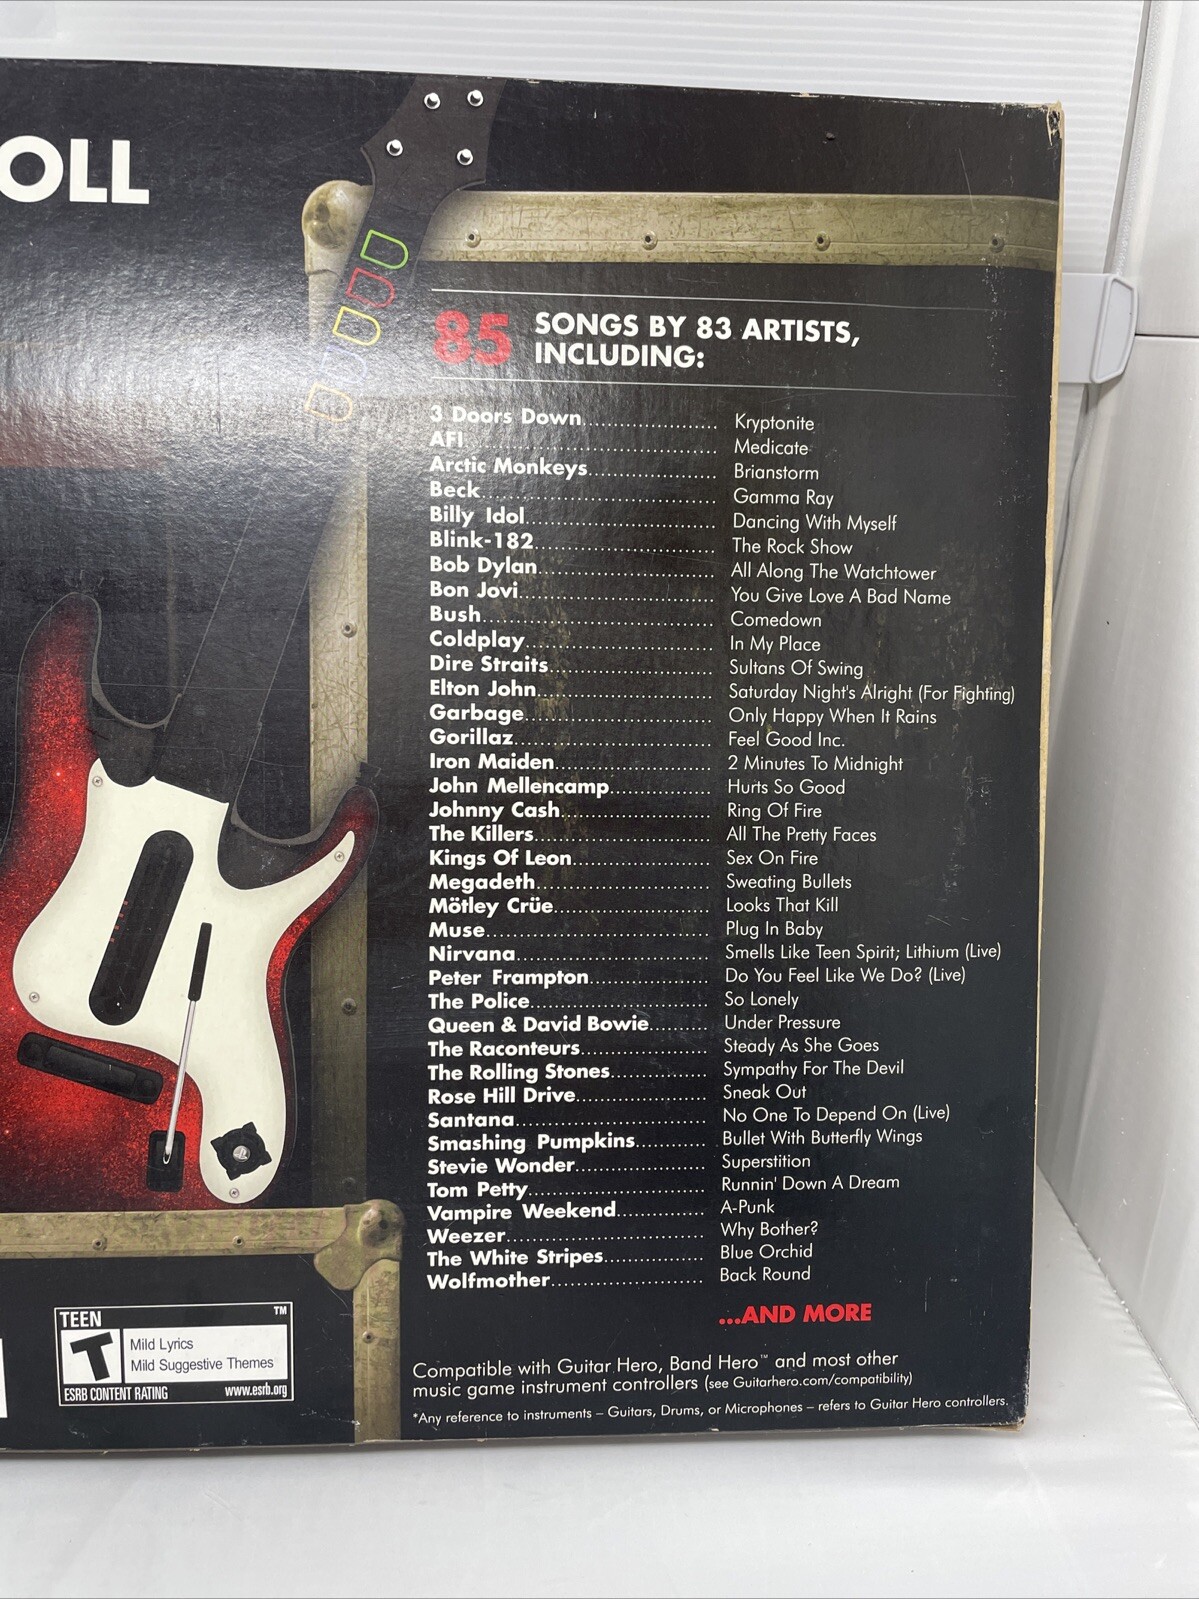 OLL
85 SONGS BY 83 ARTISTS,
INCLUDING:
3 Doors Down........................ Kryptonite
AFI........................ Medicate
Arctic Monkeys........................ Brianstorm
Beck........................ Gamma Ray
Billy Idol........................ Dancing With Myself
Blink-182........................ The Rock Show
Bob Dylan........................ All Along The Watchtower
Bon Jovi........................ You Give Love A Bad Name
Bush........................ Comedown
Coldplay........................ In My Place
Dire Straits........................ Sultans Of Swing
Elton John........................ Saturday Night's Alright (For Fighting)
Garbage........................ Only Happy When It Rains
Gorillaz........................ Feel Good Inc.
Iron Maiden........................ 2 Minutes To Midnight
John Mellencamp................. Hurts So Good
Johnny Cash........................ Ring Of Fire
The Killers........................ All The Pretty Faces
Kings Of Leon........................ Sex On Fire
Megadeth........................ Sweating Bullets
Mötley Crüe........................ Looks That Kill
Muse........................ Plug In Baby
Nirvana........................ Smells Like Teen Spirit; Lithium (Live)
Peter Frampton..................... Do You Feel Like We Do? (Live)
The Police........................ So Lonely
Queen & David Bowie.......... Under Pressure
The Raconteurs...................... Steady As She Goes
The Rolling Stones................. Sympathy For The Devil
Rose Hill Drive....................... Sneak Out
Santana........................ No One To Depend On (Live)
Smashing Pumpkins............ Bullet With Butterfly Wings
Stevie Wonder...................... Superstition
Tom Petty........................ Runnin' Down A Dream
Vampire Weekend............... A-Punk
Weezer........................ Why Bother?
The White Stripes................. Blue Orchid
Wolfmother........................ Back Round
...AND MORE
Compatible with Guitar Hero, Band Hero™ and most other
music game instrument controllers (see Guitarhero.com/compatibility)
*Any reference to instruments – Guitars, Drums, or Microphones – refers to Guitar Hero controllers.
TEEN ™
T
Mild Lyrics
Mild Suggestive Themes
ESRB CONTENT RATING www.esrb.org